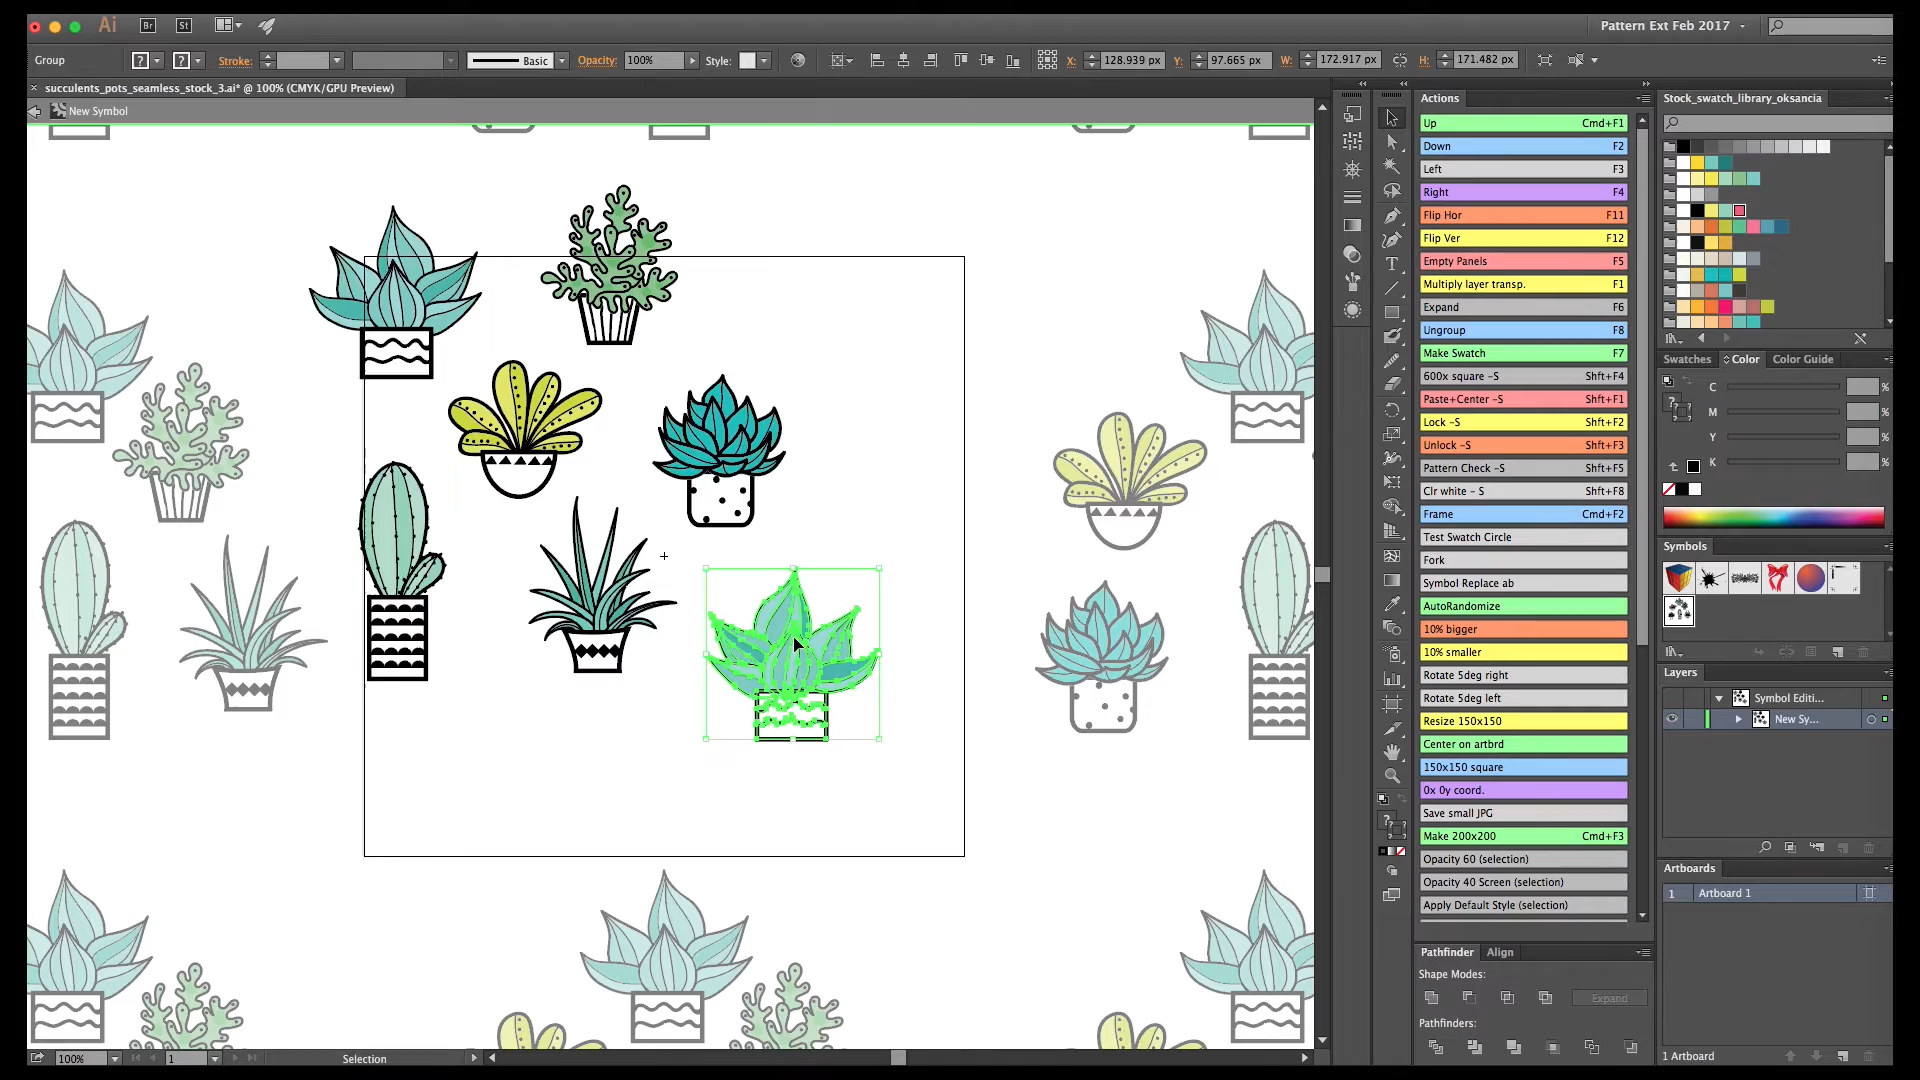 Ai Br St Pattern Ext Feb 2017
Group Stroke: Basic Opacity: 100% Style: X: 128.939 px Y: 97.665 px W: 172.917 px H: 171.482 px
× succulents_pots_seamless_stock_3.ai* @ 100% (CMYK/GPU Preview)
New Symbol
Actions
Up Cmd+F1
Down F2
Left F3
Right F4
Flip Hor F11
Flip Ver F12
Empty Panels F5
Multiply layer transp. F1
Expand F6
Ungroup F8
Make Swatch F7
600x square -S Shft+F4
Paste+Center -S Shft+F1
Lock -S Shft+F2
Unlock -S Shft+F3
Pattern Check -S Shft+F5
Clr white - S Shft+F8
Frame Cmd+F2
Test Swatch Circle
Fork
Symbol Replace ab
AutoRandomize
10% bigger
10% smaller
Rotate 5deg right
Rotate 5deg left
Resize 150x150
Center on artbrd
150x150 square
0x 0y coord.
Save small JPG
Make 200x200 Cmd+F3
Opacity 60 (selection)
Opacity 40 Screen (selection)
Apply Default Style (selection)
Pathfinder Align
Shape Modes:
Expand
Pathfinders:
Stock_swatch_library_oksancia
Swatches Color Color Guide
C %
M %
Y %
K %
Symbols
Layers
Symbol Editi...
New Sy...
Artboards
1 Artboard 1
1 Artboard
100% 1 Selection